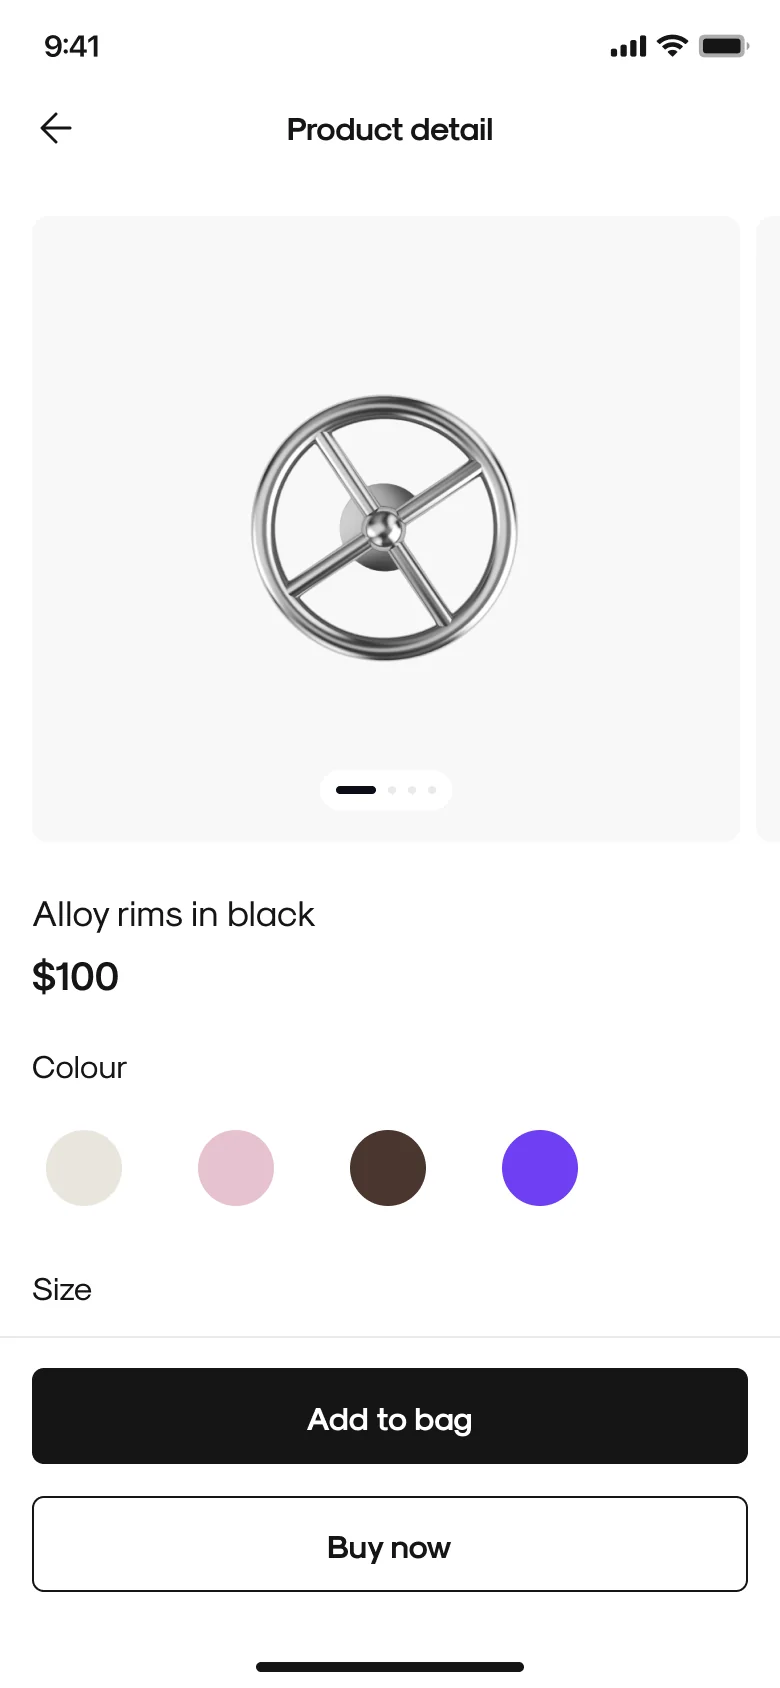 9:41
Product detail
Alloy rims in black
$100
Colour
Size
Add to bag
Buy now